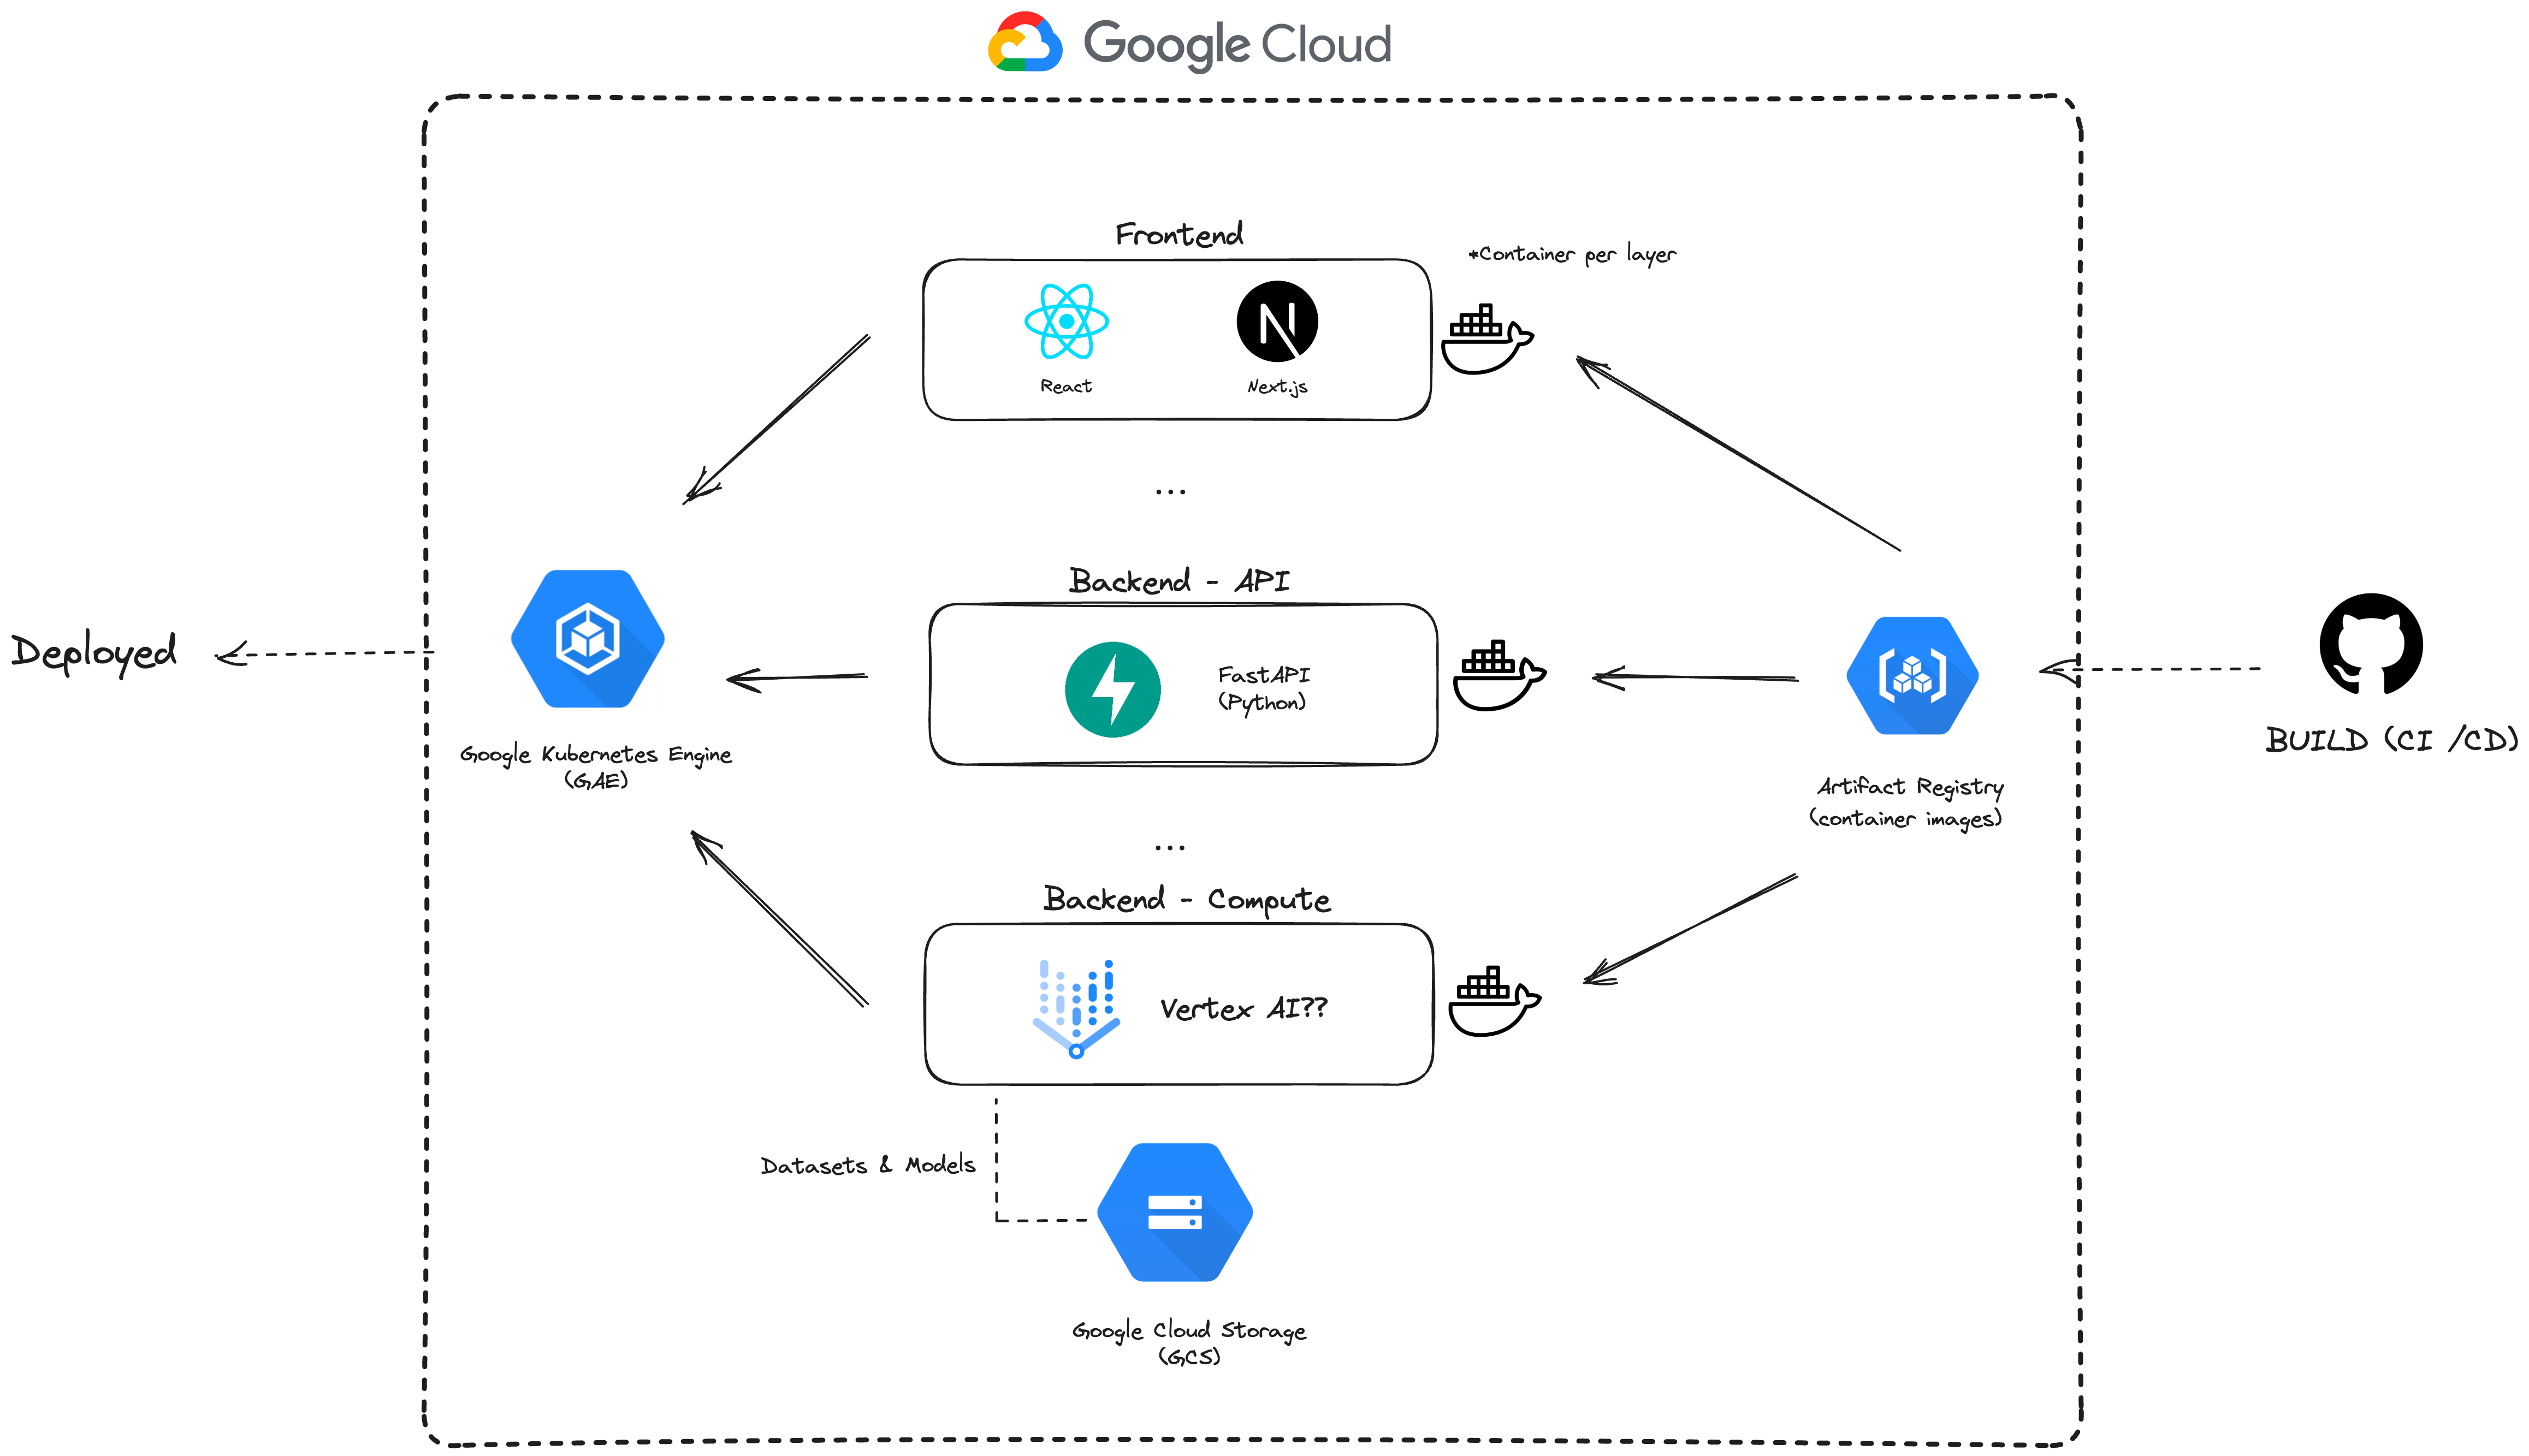 Google Cloud
Frontend
*Container per layer
React
Next.js
...
Backend - API
FastAPI
(Python)
Deployed
Google Kubernetes Engine
(GAE)
BUILD (CI /CD)
Artifact Registry
(container images)
...
Backend - Compute
Vertex AI??
Datasets & Models
Google Cloud Storage
(GCS)